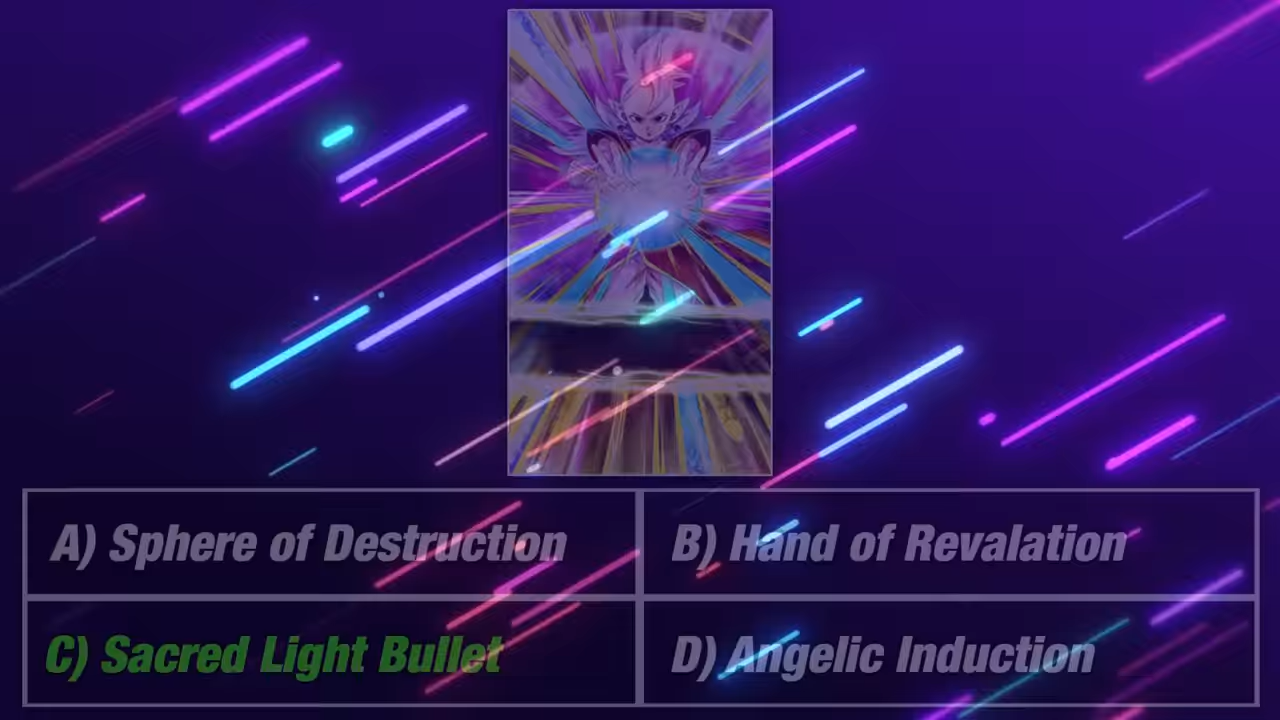 A) Sphere of Destruction
B) Hand of Revalation
C) Sacred Light Bullet
D) Angelic Induction